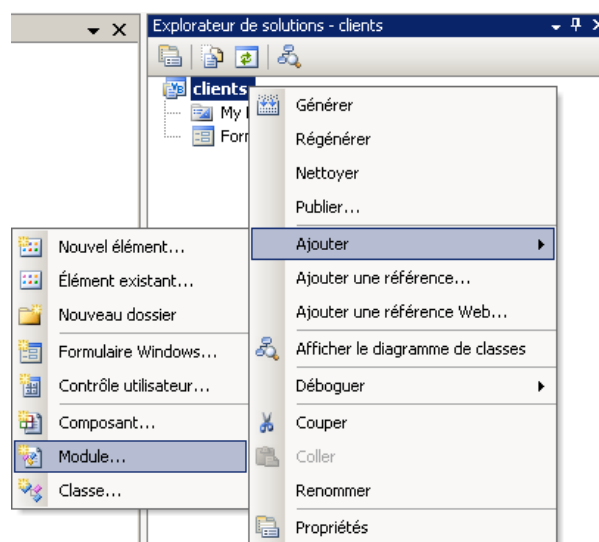 Explorateur de solutions - clients
clients
My
Forr
Générer
Régénérer
Nettoyer
Publier...
Ajouter
Ajouter une référence...
Ajouter une référence Web...
Afficher le diagramme de classes
Déboguer
Couper
Coller
Renommer
Propriétés
Nouvel élément...
Élément existant...
Nouveau dossier
Formulaire Windows...
Contrôle utilisateur...
Composant...
Module...
Classe...